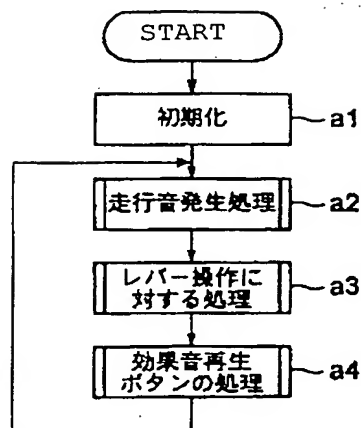 START
初期化
a1
走行音発生処理
a2
レバー操作に
対する処理
a3
効果音再生
ボタンの処理
a4